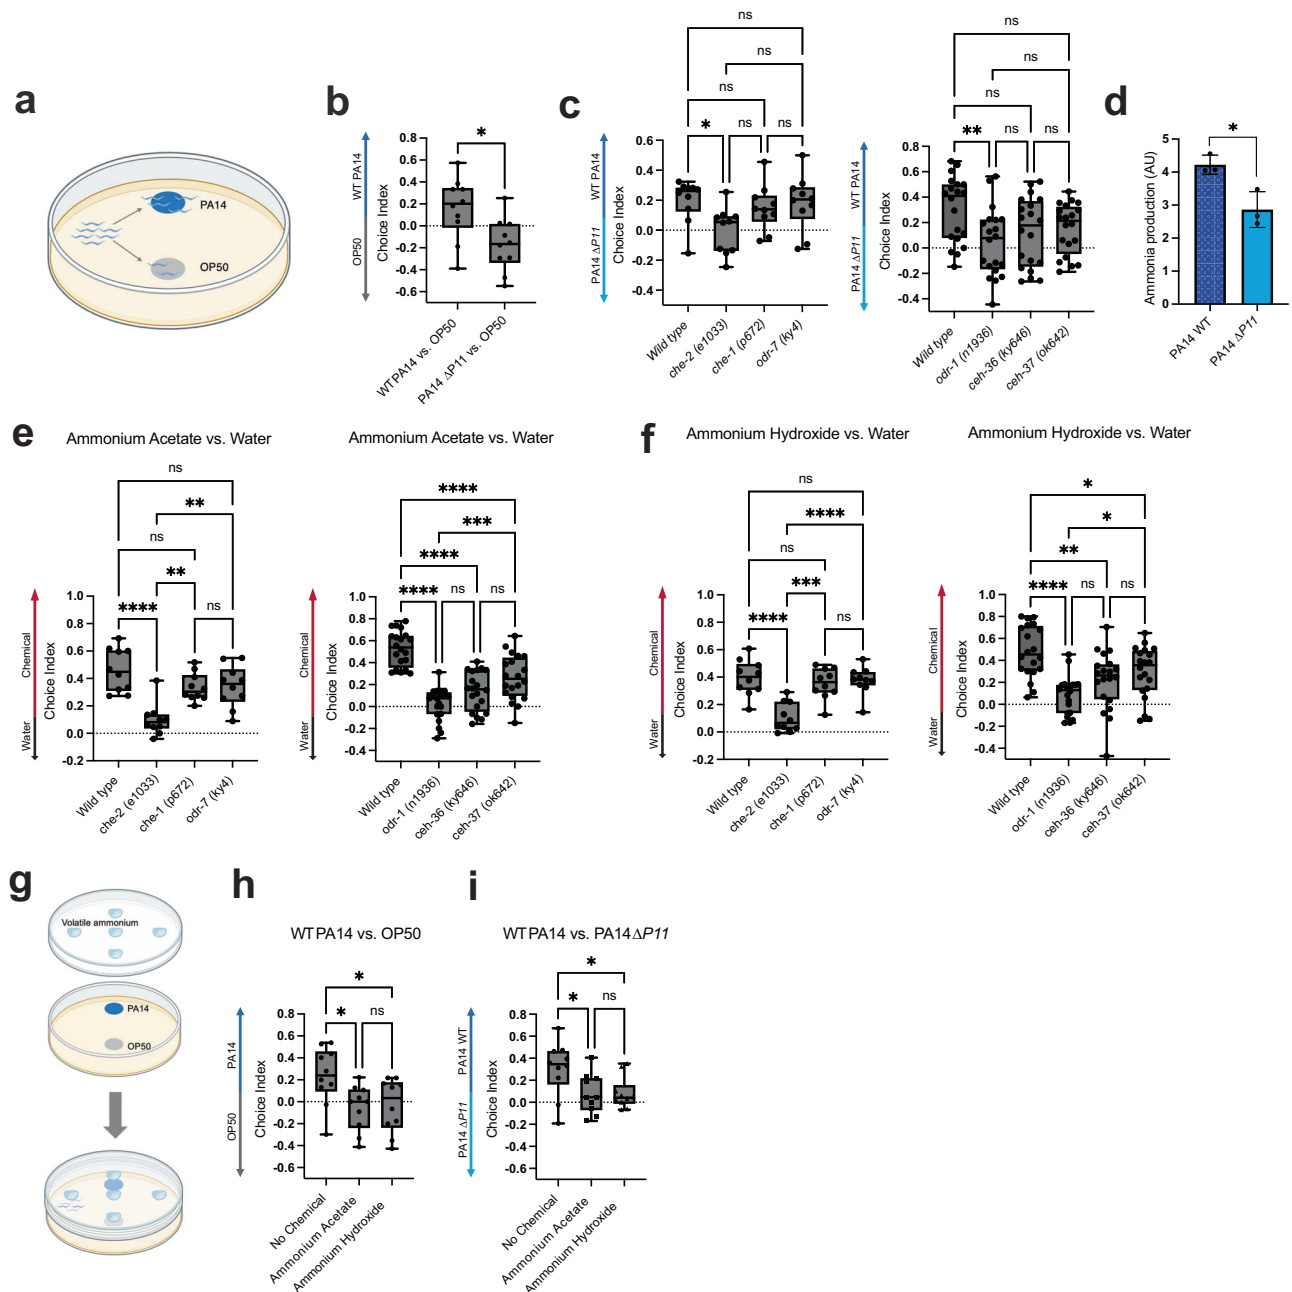 a
PA14
OP50
b
WT PA14
OP50
Choice Index
0.8
0.6
0.4
0.2
0.0
-0.2
-0.4
-0.6
*
WT PA14 vs. OP50
PA14 ΔP11 vs. OP50
c
WT PA14
PA14 ΔP11
Choice Index
0.6
0.4
0.2
0.0
-0.2
-0.4
ns
ns
ns
*
ns
ns
Wild type
che-2 (e1033)
che-1 (p672)
odr-7 (ky4)
WT PA14
PA14 ΔP11
Choice Index
0.8
0.6
0.4
0.2
0.0
-0.2
-0.4
ns
ns
ns
**
ns
ns
Wild type
odr-1 (n1936)
ceh-36 (ky646)
ceh-37 (ok642)
d
Ammonia production (AU)
5
4
3
2
1
0
*
PA14 WT
PA14 ΔP11
e
Ammonium Acetate vs. Water
Chemical
Water
Choice Index
1.0
0.8
0.6
0.4
0.2
0.0
-0.2
ns
**
ns
**
****
ns
Wild type
che-2 (e1033)
che-1 (p672)
odr-7 (ky4)
Ammonium Acetate vs. Water
Chemical
Water
Choice Index
1.0
0.8
0.6
0.4
0.2
0.0
-0.2
-0.4
****
***
****
****
ns
ns
Wild type
odr-1 (n1936)
ceh-36 (ky646)
ceh-37 (ok642)
f
Ammonium Hydroxide vs. Water
Chemical
Water
Choice Index
1.0
0.8
0.6
0.4
0.2
0.0
-0.2
ns
****
ns
***
****
ns
Wild type
che-2 (e1033)
che-1 (p672)
odr-7 (ky4)
Ammonium Hydroxide vs. Water
Chemical
Water
Choice Index
1.0
0.8
0.6
0.4
0.2
0.0
-0.2
-0.4
*
*
**
****
ns
ns
Wild type
odr-1 (n1936)
ceh-36 (ky646)
ceh-37 (ok642)
g
Volatile ammonium
PA14
OP50
h
WT PA14 vs. OP50
PA14
OP50
Choice Index
0.8
0.6
0.4
0.2
0.0
-0.2
-0.4
-0.6
*
*
ns
No Chemical
Ammonium Acetate
Ammonium Hydroxide
i
WT PA14 vs. PA14 ΔP11
PA14 WT
PA14 ΔP11
Choice Index
0.8
0.6
0.4
0.2
0.0
-0.2
-0.4
-0.6
*
*
ns
No Chemical
Ammonium Acetate
Ammonium Hydroxide